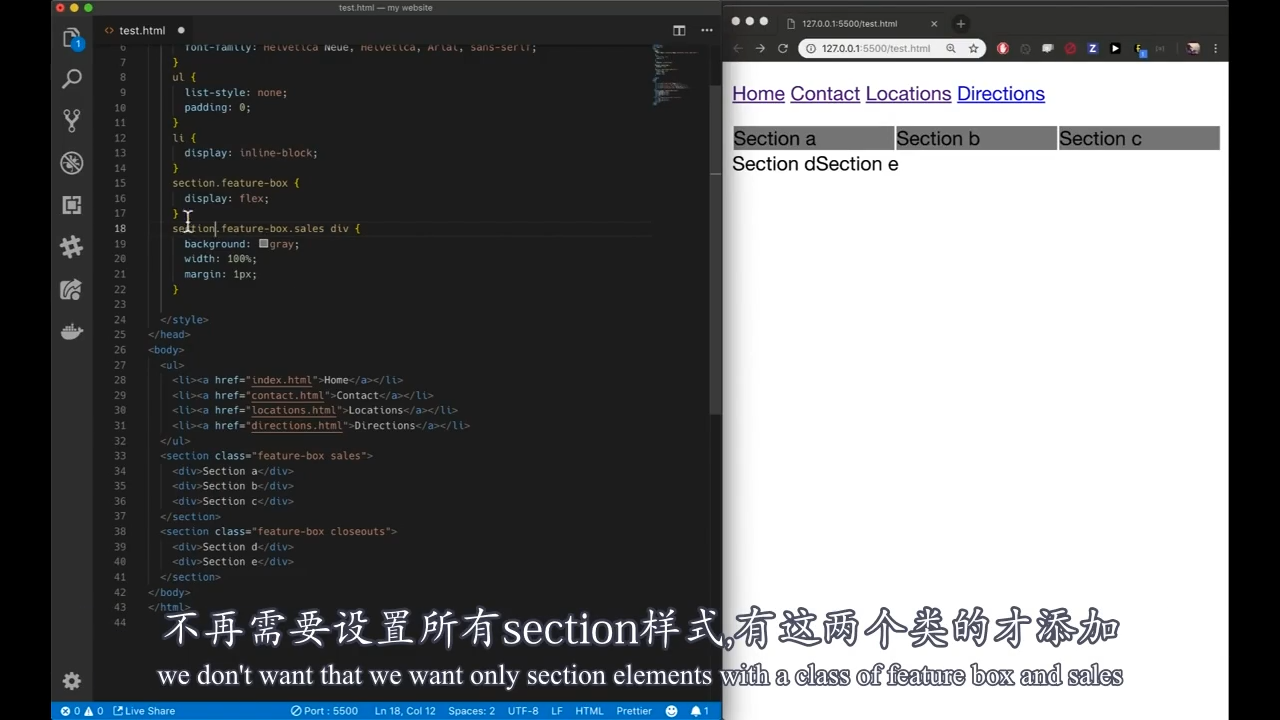 test.html — my website
test.html
6 font-family: Helvetica Neue, Helvetica, Arial, sans-serif;
7 }
8 ul {
9 list-style: none;
10 padding: 0;
11 }
12 li {
13 display: inline-block;
14 }
15 section.feature-box {
16 display: flex;
17 }
18 section.feature-box.sales div {
19 background: gray;
20 width: 100%;
21 margin: 1px;
22 }
23
24 </style>
25 </head>
26 <body>
27 <ul>
28 <li><a href="index.html">Home</a></li>
29 <li><a href="contact.html">Contact</a></li>
30 <li><a href="locations.html">Locations</a></li>
31 <li><a href="directions.html">Directions</a></li>
32 </ul>
33 <section class="feature-box sales">
34 <div>Section a</div>
35 <div>Section b</div>
36 <div>Section c</div>
37 </section>
38 <section class="feature-box closeouts">
39 <div>Section d</div>
40 <div>Section e</div>
41 </section>
42 </body>
43 </html>
44
1
0 0 Live Share Port : 5500 Ln 18, Col 12 Spaces: 2 UTF-8 LF HTML Prettier 1
127.0.0.1:5500/test.html
127.0.0.1:5500/test.html
Home Contact Locations Directions
Section a Section b Section c
Section dSection e
不再需要设置所有section样式,有这两个类的才添加
we don't want that we want only section elements with a class of feature box and sales